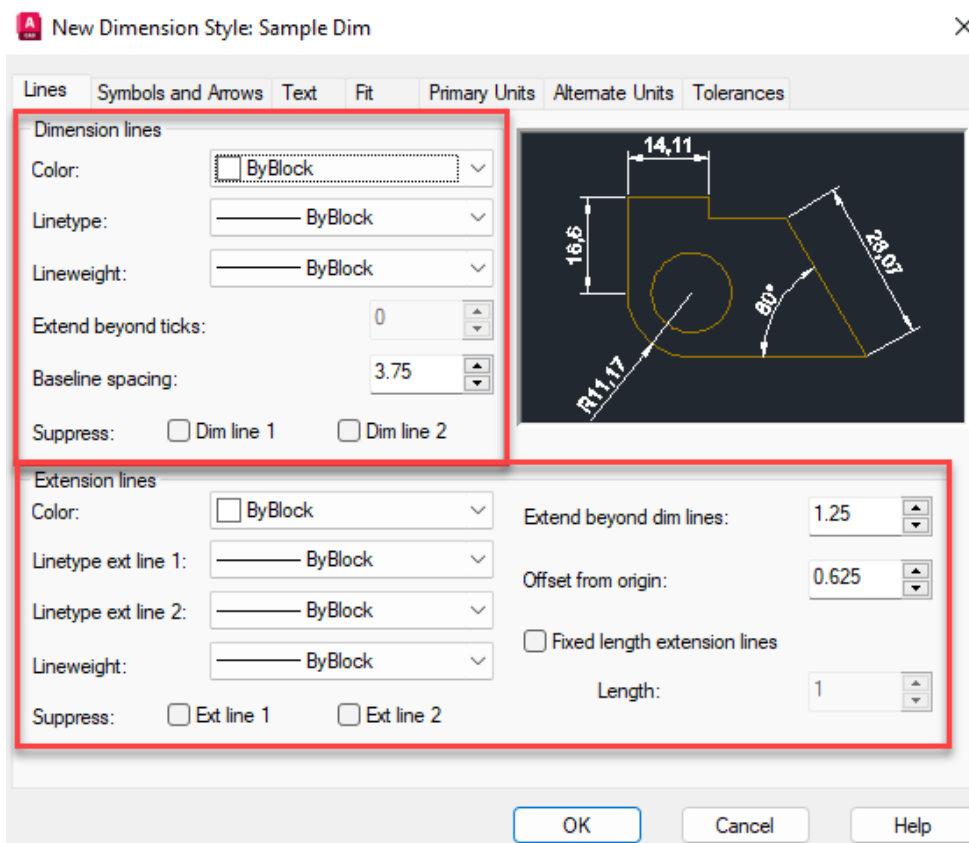 A CAD New Dimension Style: Sample Dim
Lines Symbols and Arrows Text Fit Primary Units Alternate Units Tolerances
Dimension lines
Color: ByBlock
Linetype: ByBlock
Lineweight: ByBlock
Extend beyond ticks: 0
Baseline spacing: 3.75
Suppress: Dim line 1 Dim line 2
14,11
16,6
28,07
80°
R11,17
Extension lines
Color: ByBlock
Linetype ext line 1: ByBlock
Linetype ext line 2: ByBlock
Lineweight: ByBlock
Suppress: Ext line 1 Ext line 2
Extend beyond dim lines: 1.25
Offset from origin: 0.625
Fixed length extension lines
Length: 1
OK Cancel Help